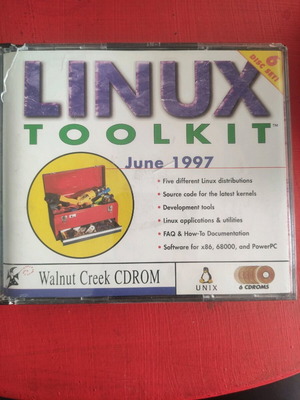 6
DISC SET!
LINUX
TOOLKIT™
June 1997
• Five different Linux distributions
• Source code for the latest kernels
• Development tools
• Linux applications & utilities
• FAQ & How-To Documentation
• Software for x86, 68000, and PowerPC
Walnut Creek CDROM
UNIX
6 CDROMS